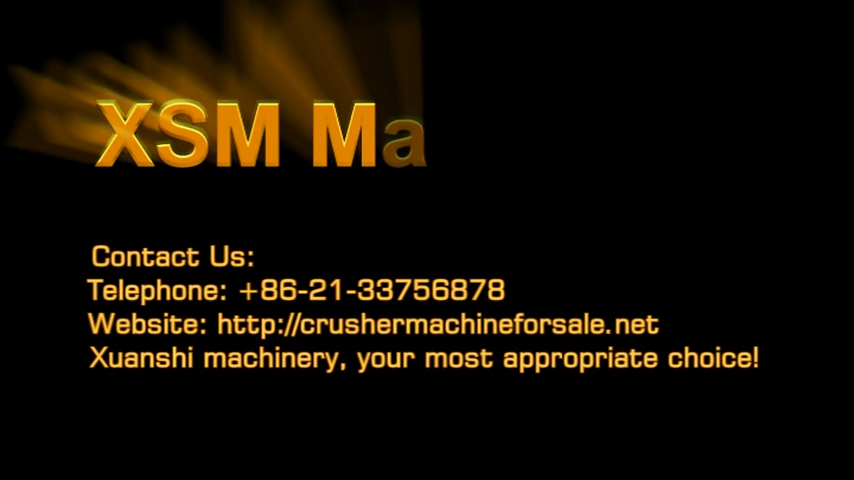 XSM Ma
Contact Us:
Telephone: +86-21-33756878
Website: http://crushermachineforsale.net
Xuanshi machinery, your most appropriate choice!